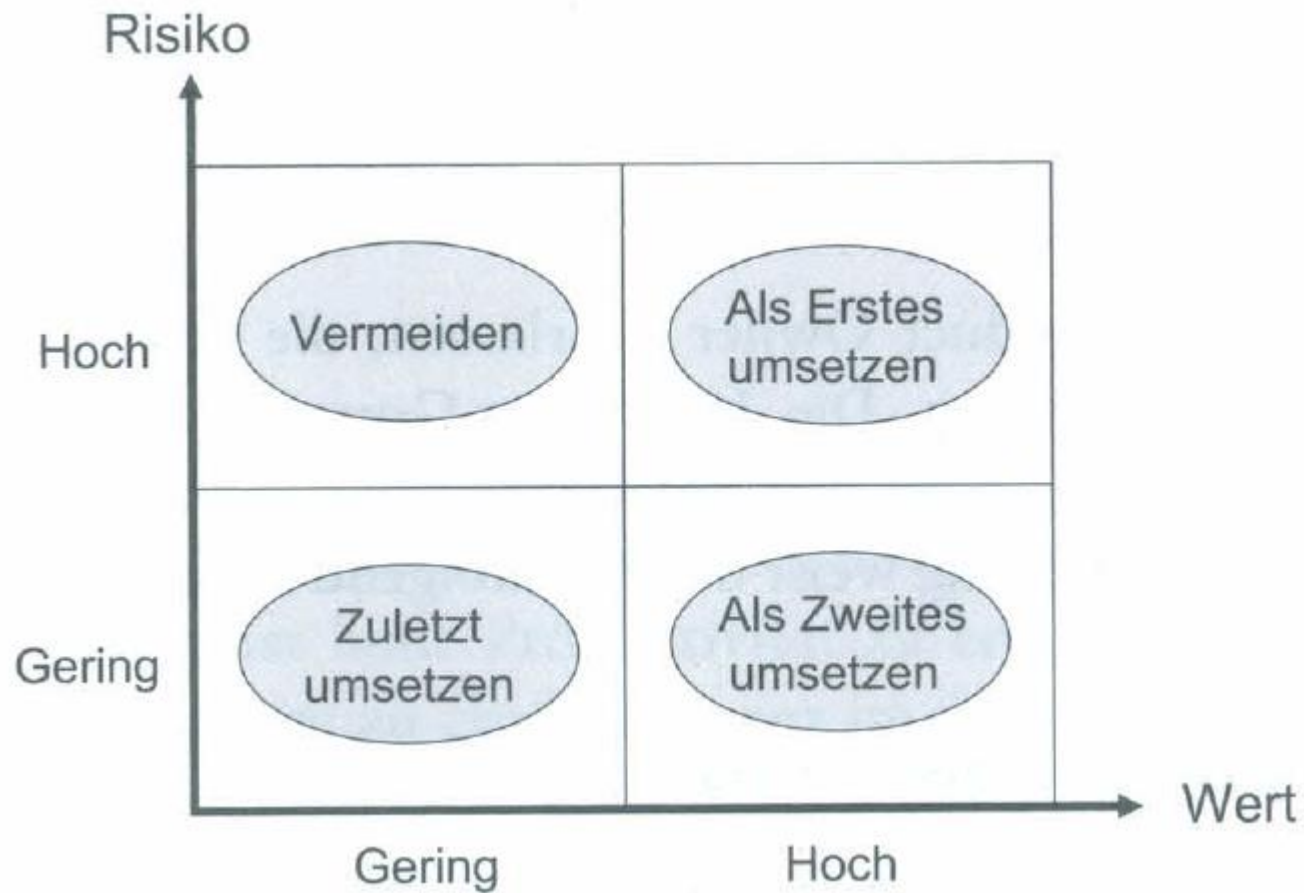 Risiko
Hoch
Vermeiden
Als Erstes
umsetzen
Gering
Zuletzt
umsetzen
Als Zweites
umsetzen
Wert
Gering
Hoch